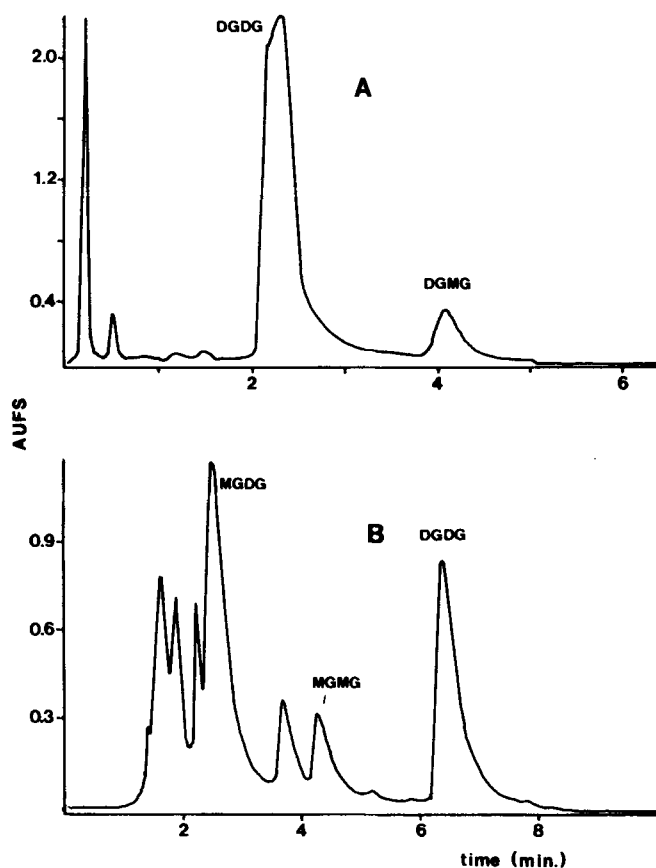 DGDG
2.0
A
1.2
DGMG
0.4
2 4 6
AUFS
MGDG
B
DGDG
0.9
0.6
MGMG
0.3
2 4 6 8
time (min.)